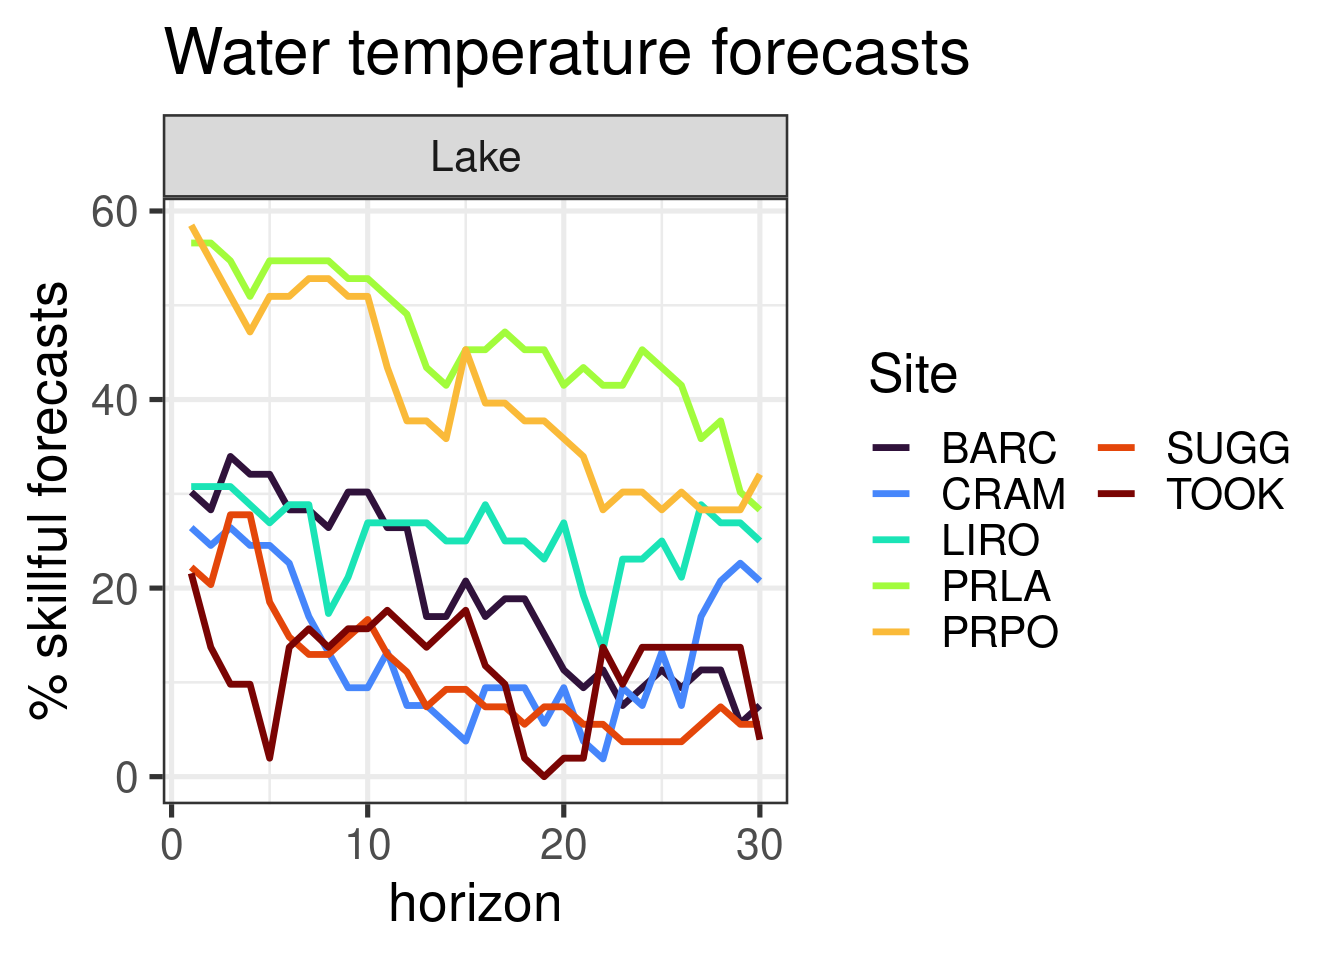 Water temperature forecasts
Lake
% skillful forecasts
60
40
20
0
0 10 20 30
horizon
Site
BARC SUGG
CRAM TOOK
LIRO
PRLA
PRPO